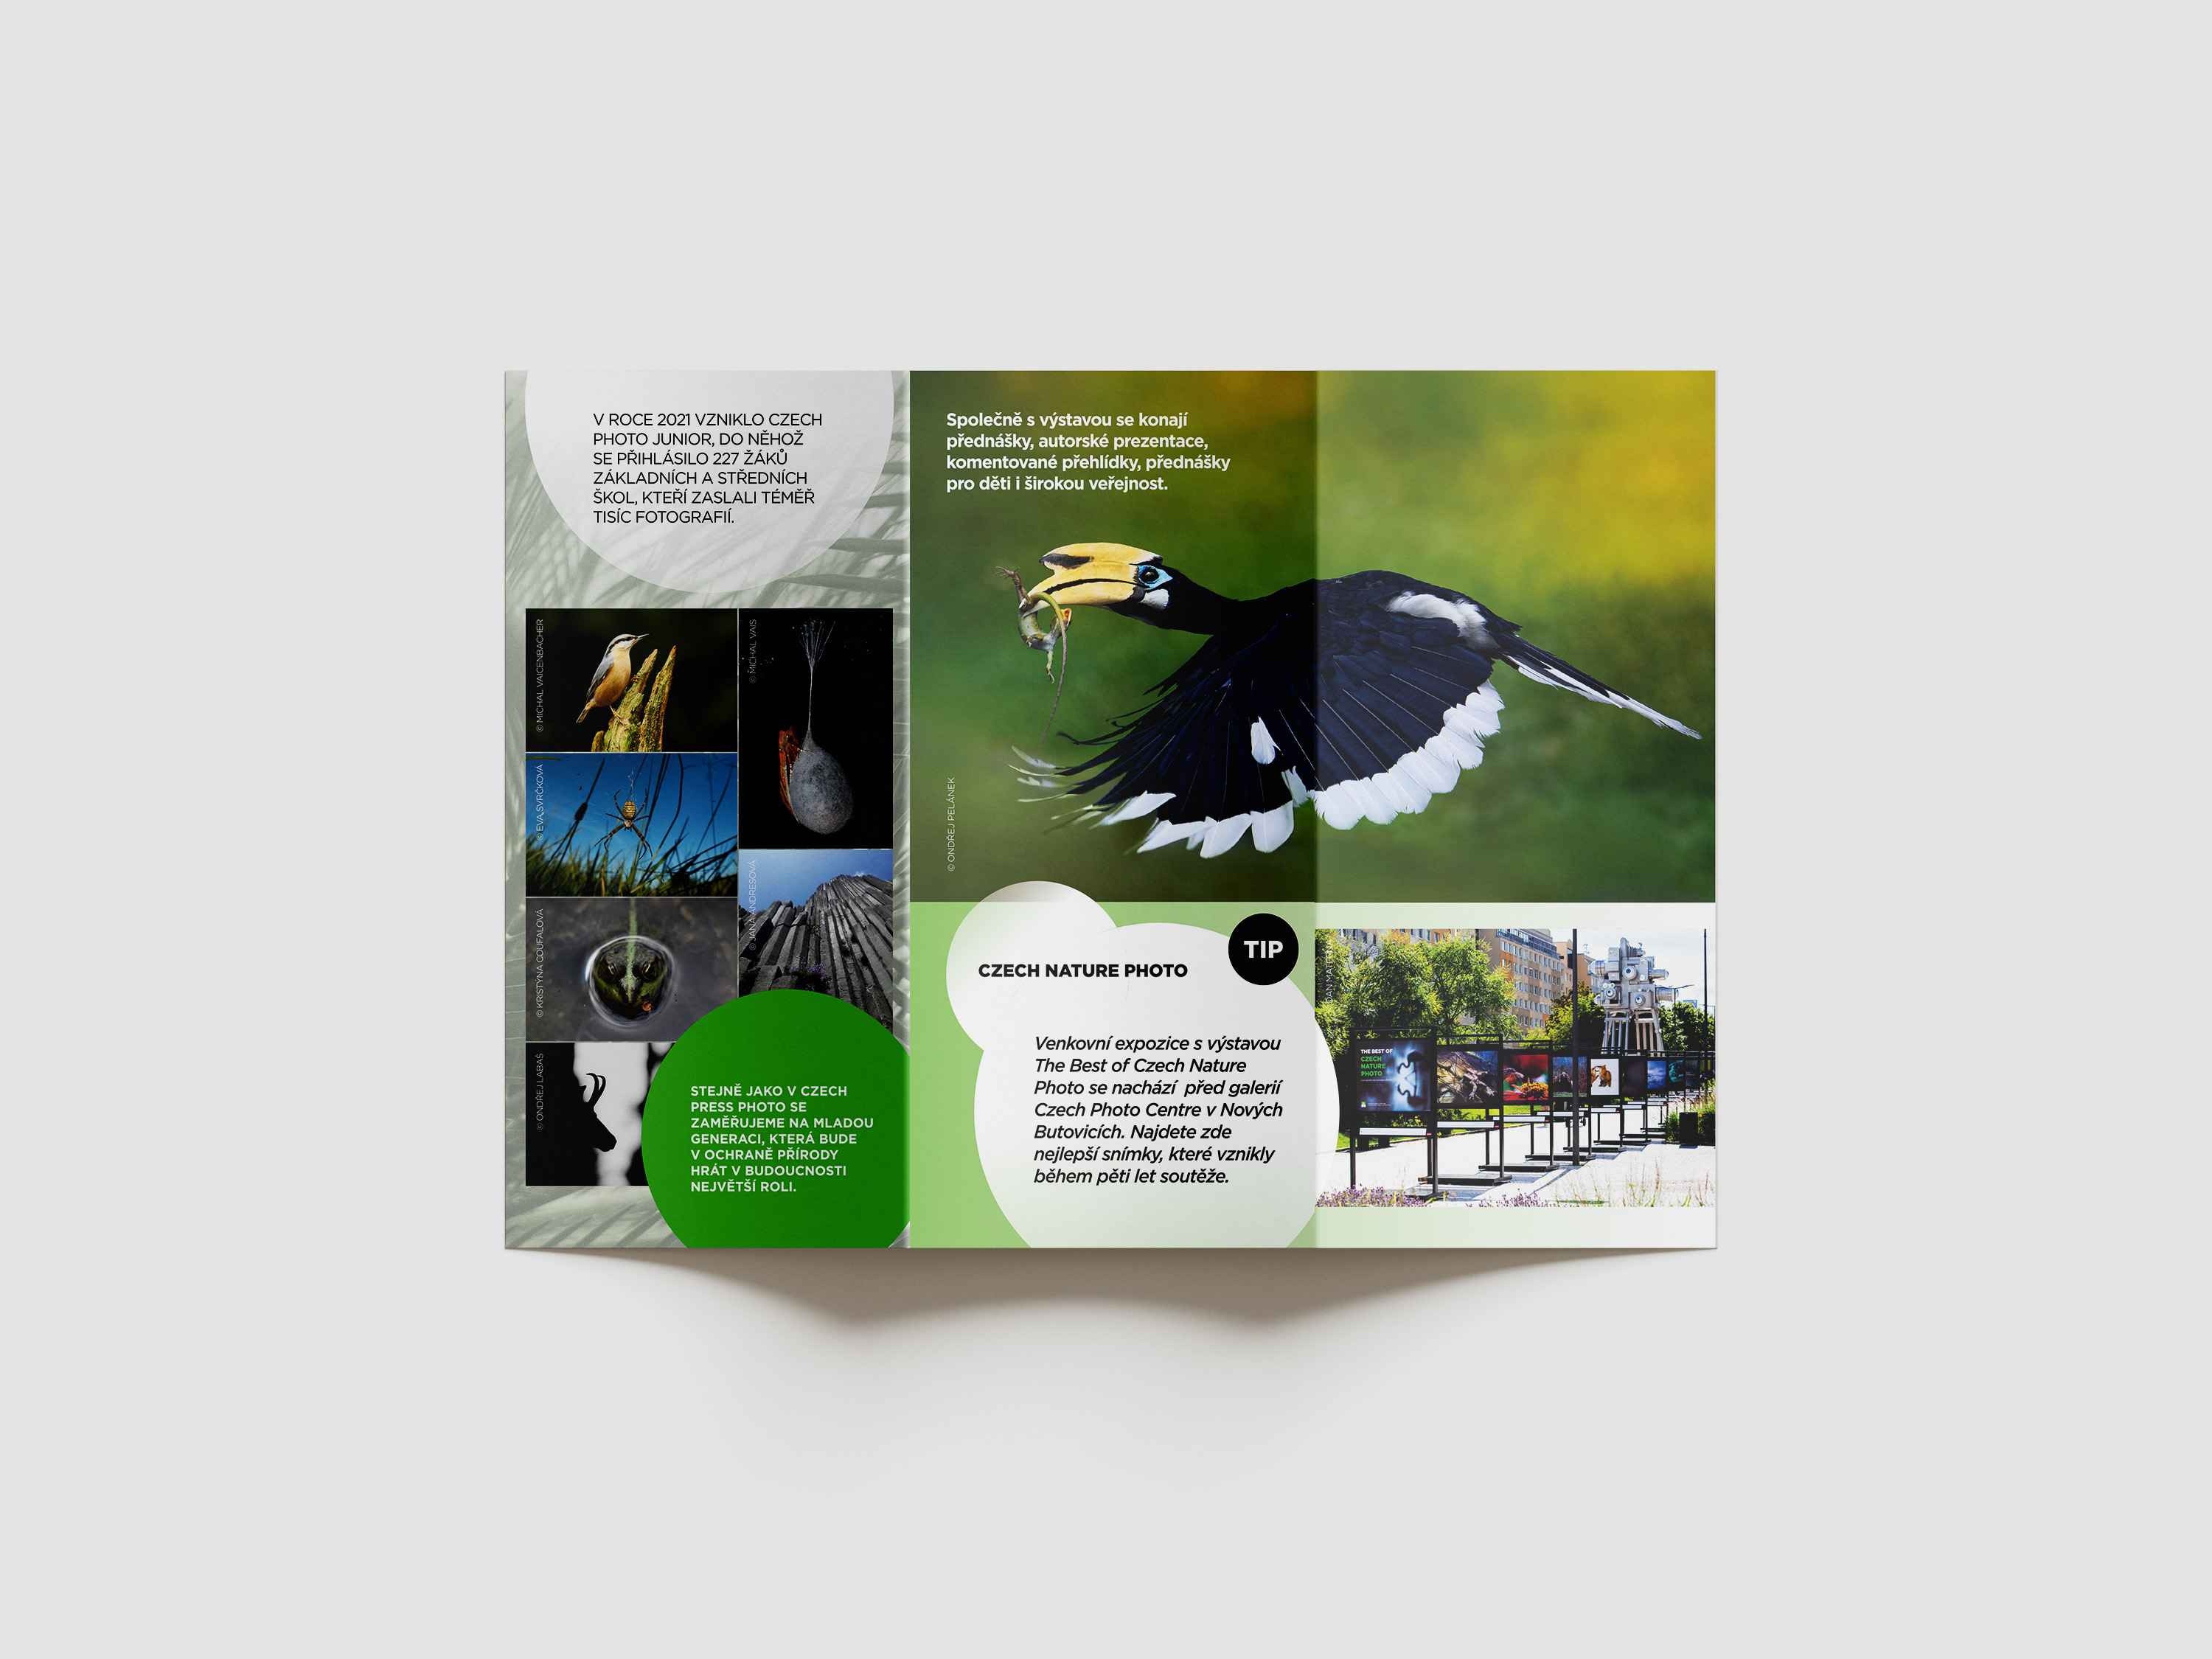 V ROCE 2021 VZNIKLO CZECH
PHOTO JUNIOR, DO NĚHOŽ
SE PŘIHLÁSILO 227 ŽÁKŮ
ZÁKLADNÍCH A STŘEDNÍCH
ŠKOL, KTEŘÍ ZASLALI TÉMĚŘ
TISÍC FOTOGRAFIÍ.
© MICHAL VAICENBACHER
© MICHAL VAIS
© EVA SVRČKOVÁ
© JANA ANDRESOVÁ
© KRISTÝNA COUFALOVÁ
© ONDŘEJ LABAŠ
STEJNĚ JAKO V CZECH
PRESS PHOTO SE
ZAMĚŘUJEME NA MLADOU
GENERACI, KTERÁ BUDE
V OCHRANĚ PŘÍRODY
HRÁT V BUDOUCNOSTI
NEJVĚTŠÍ ROLI.
Společně s výstavou se konají
přednášky, autorské prezentace,
komentované přehlídky, přednášky
pro děti i širokou veřejnost.
© ONDŘEJ PELÁNEK
CZECH NATURE PHOTO
TIP
Venkovní expozice s výstavou
The Best of Czech Nature
Photo se nachází před galerií
Czech Photo Centre v Nových
Butovicích. Najdete zde
nejlepší snímky, které vznikly
během pěti let soutěže.
THE BEST OF
CZECH
NATURE
PHOTO